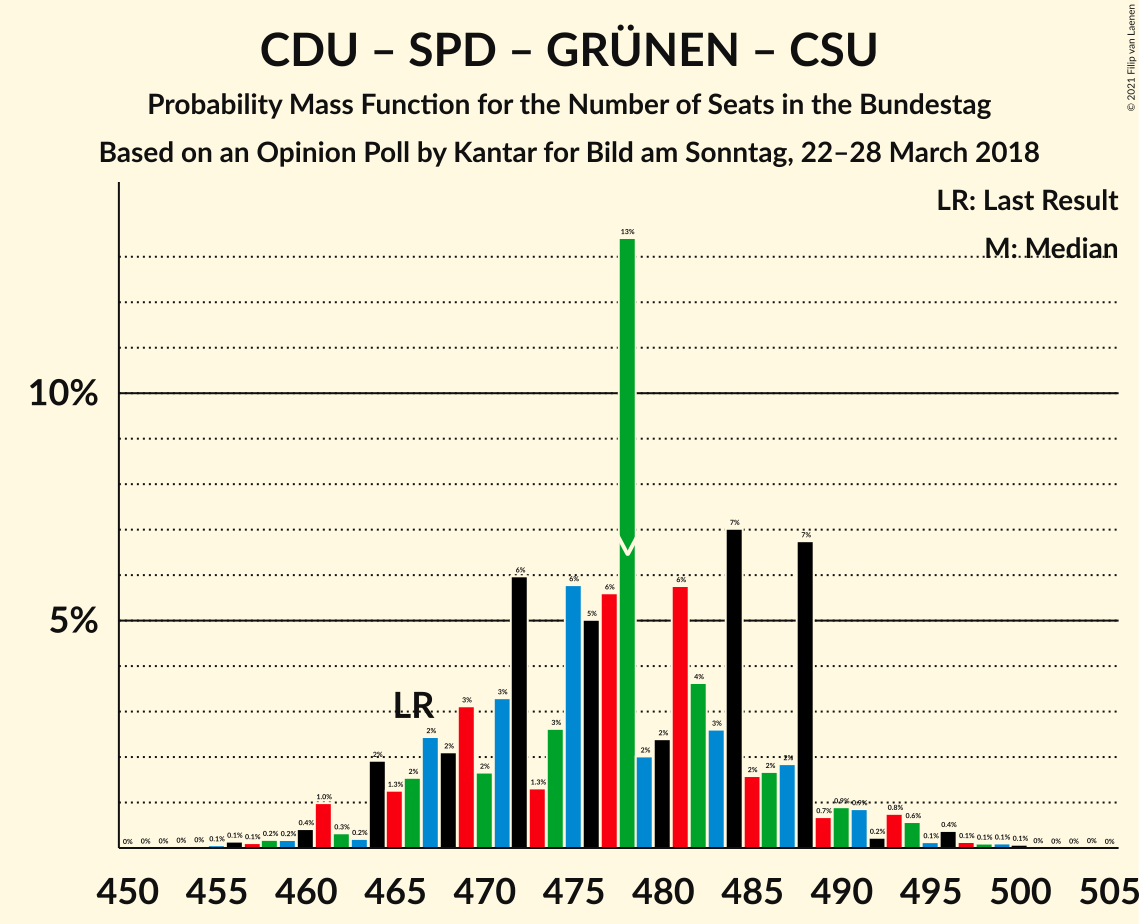 CDU – SPD – GRÜNEN – CSU
Probability Mass Function for the Number of Seats in the Bundestag
Based on an Opinion Poll by Kantar for Bild am Sonntag, 22–28 March 2018
© 2021 Filip van Laenen
LR: Last Result
M: Median
10%
5%
LR
0% 0% 0% 0% 0% 0.1% 0.1% 0.1% 0.2% 0.2% 0.4% 1.0% 0.3% 0.2% 2% 1.3% 2% 2% 2% 3% 2% 3% 6% 1.3% 3% 6% 5% 6% 13% 2% 2% 6% 4% 3% 7% 2% 2% 2% 7% 0.7% 0.9% 0.9% 0.2% 0.8% 0.6% 0.1% 0.4% 0.1% 0.1% 0.1% 0.1% 0% 0% 0% 0% 0%
450 455 460 465 470 475 480 485 490 495 500 505